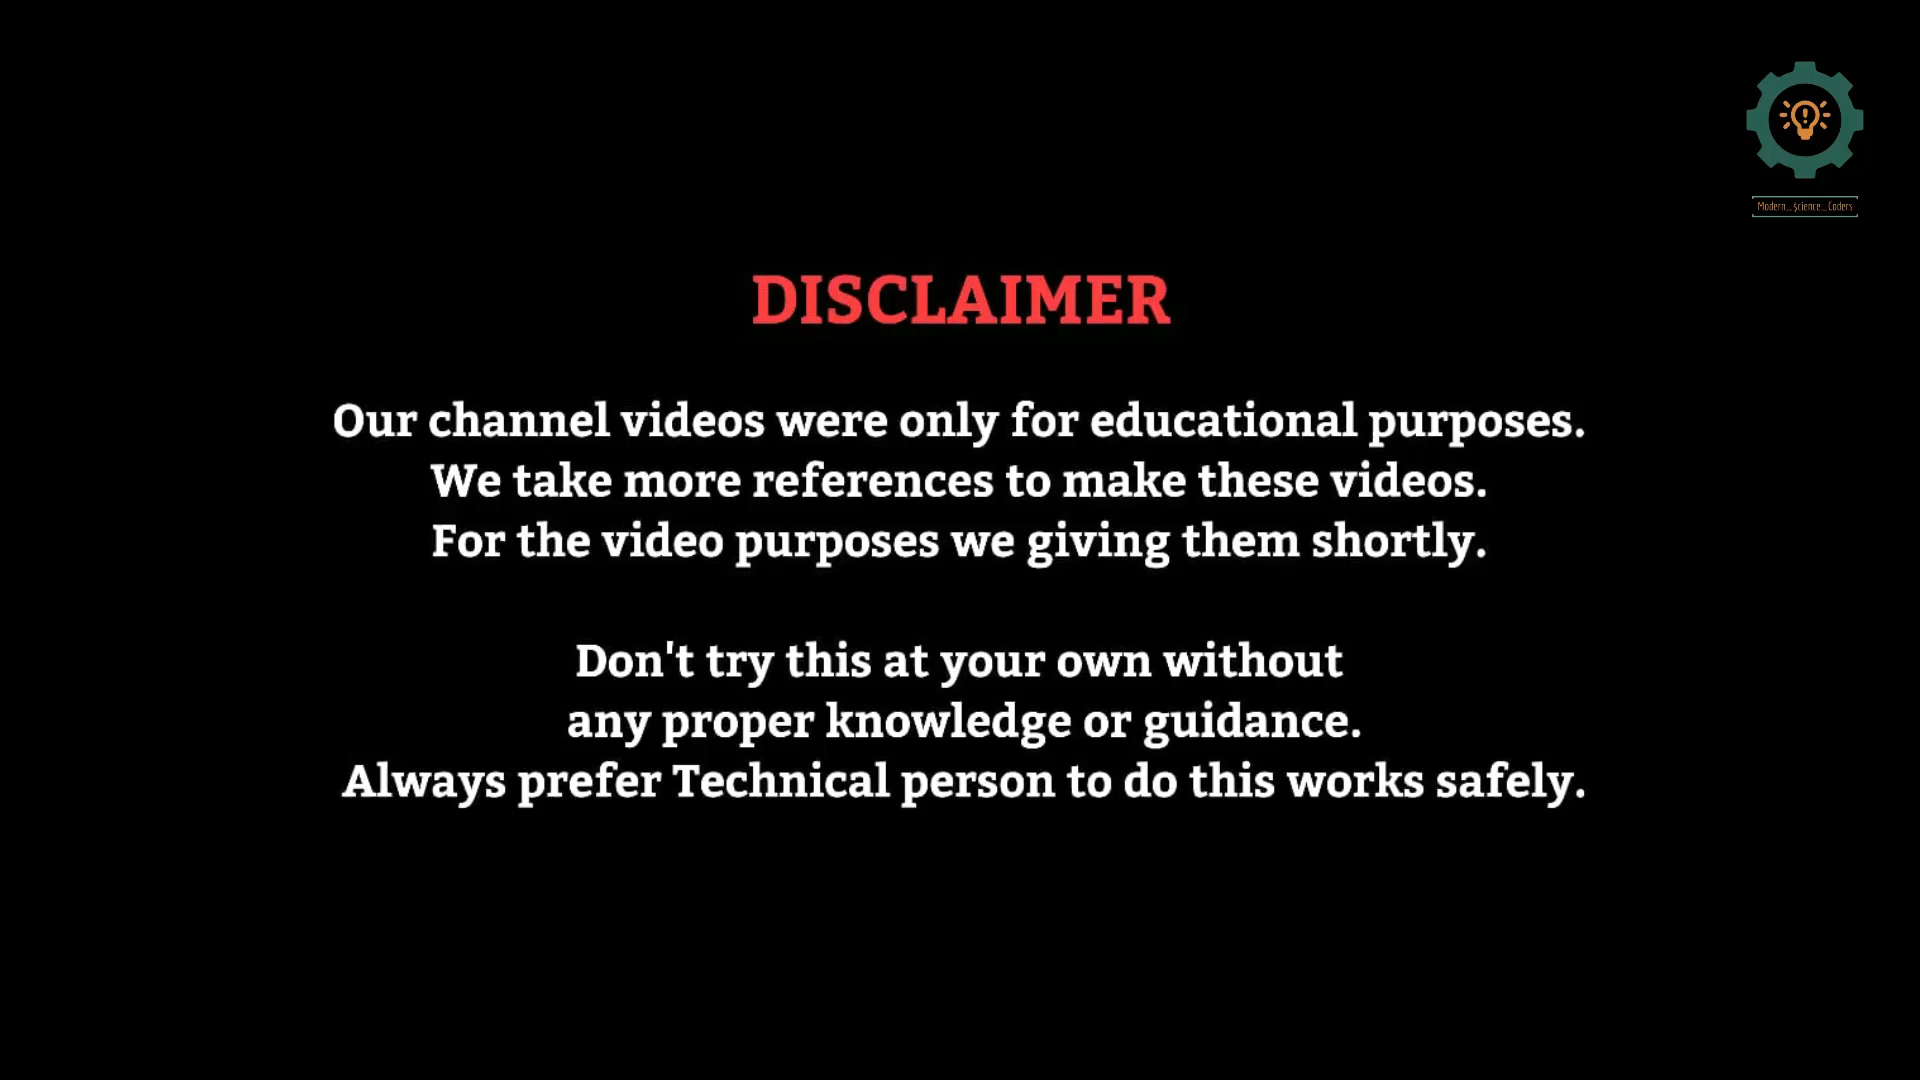 Modern_Science_Coders
DISCLAIMER
Our channel videos were only for educational purposes.
We take more references to make these videos.
For the video purposes we giving them shortly.
Don't try this at your own without
any proper knowledge or guidance.
Always prefer Technical person to do this works safely.